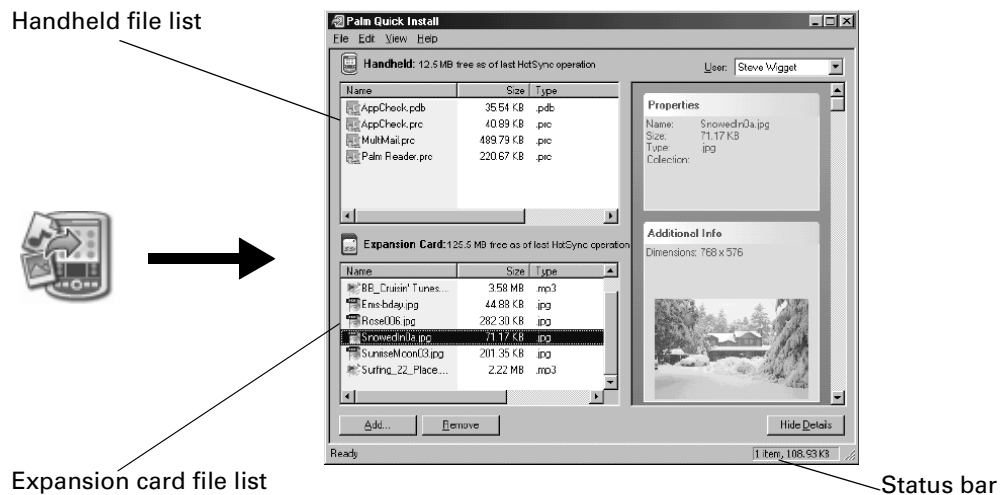 Handheld file list
Palm Quick Install
File Edit View Help
Handheld: 12.5 MB free as of last HotSync operation
User: Steve Wigget
Name Size Type
AppCheck.pdb 35.54 KB .pdb
AppCheck.prc 40.89 KB .prc
MultMail.prc 489.79 KB .prc
Palm Reader.prc 220.67 KB .prc
Properties
Name: SnowedIn0a.jpg
Size: 71.17 KB
Type: .jpg
Colection:
Expansion Card: 125.5 MB free as of last HotSync operation
Name Size Type
BB_Cruisin' Tunes.... 3.58 MB .mp3
Ems-bday.jpg 44.88 KB .jpg
Rose006.jpg 282.30 KB .jpg
SnowedIn0a.jpg 71.17 KB .jpg
SunriseMoon03.jpg 201.35 KB .jpg
Surfing_22_Place.... 2.22 MB .mp3
Additional Info
Dimensions: 768 x 576
Add... Remove Hide Details
Ready 1 item, 108.93 KB
Expansion card file list
Status bar